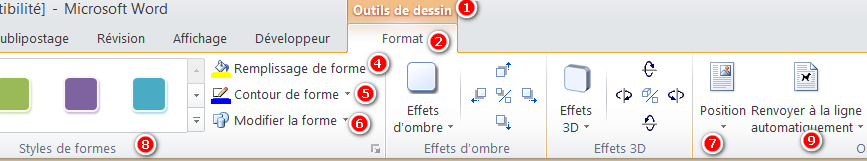 tibilité] - Microsoft Word
Outils de dessin 1
ublipostage Révision Affichage Développeur Format 2
Remplissage de forme 4
Contour de forme 5
Modifier la forme 6
Effets
d'ombre
Effets
3D
Position
7
Renvoyer à la ligne
automatiquement
9
Styles de formes 8
Effets d'ombre
Effets 3D
O